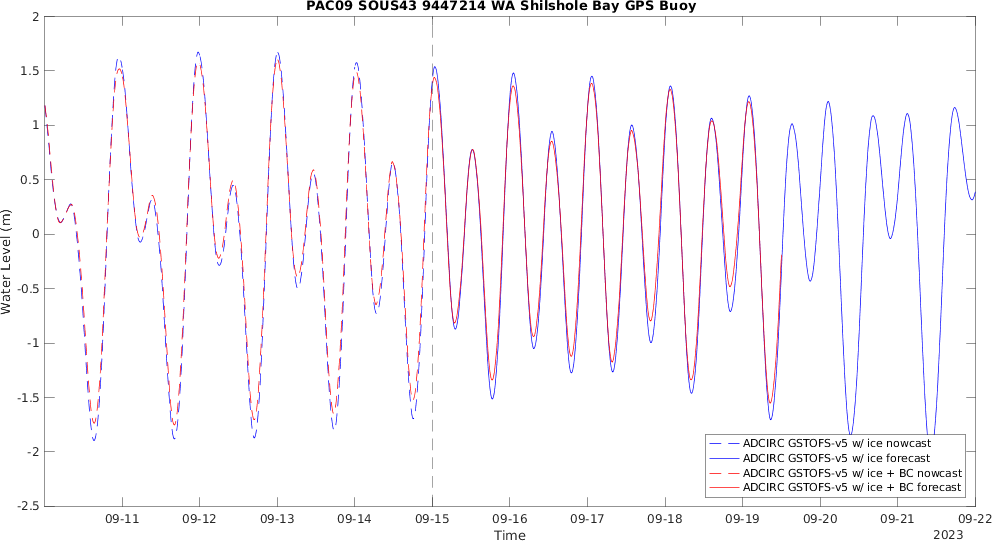 PAC09 SOUS43 9447214 WA Shilshole Bay GPS Buoy
Water Level (m)
2
1.5
1
0.5
0
-0.5
-1
-1.5
-2
-2.5
ADCIRC GSTOFS-v5 w/ ice nowcast
ADCIRC GSTOFS-v5 w/ ice forecast
ADCIRC GSTOFS-v5 w/ ice + BC nowcast
ADCIRC GSTOFS-v5 w/ ice + BC forecast
09-11 09-12 09-13 09-14 09-15 09-16 09-17 09-18 09-19 09-20 09-21 09-22
Time
2023